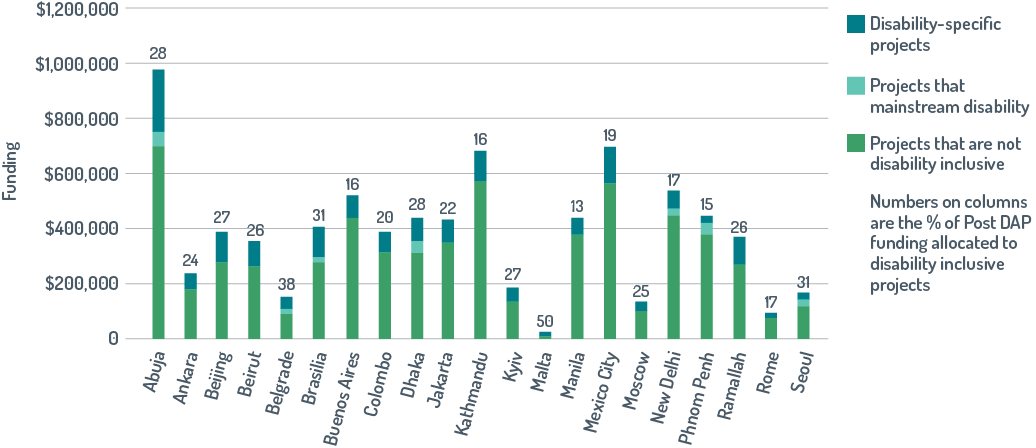 $1,200,000
$1,000,000
$800,000
$600,000
$400,000
$200,000
0
Funding
28
24
27
26
38
31
16
20
28
22
16
27
50
13
19
25
17
15
26
17
31
Abuja
Ankara
Beijing
Beirut
Belgrade
Brasilia
Buenos Aires
Colombo
Dhaka
Jakarta
Kathmandu
Kyiv
Malta
Manila
Mexico City
Moscow
New Delhi
Phnom Penh
Ramallah
Rome
Seoul
Disability-specific
projects
Projects that
mainstream disability
Projects that are not
disability inclusive
Numbers on columns
are the % of Post DAP
funding allocated to
disability inclusive
projects